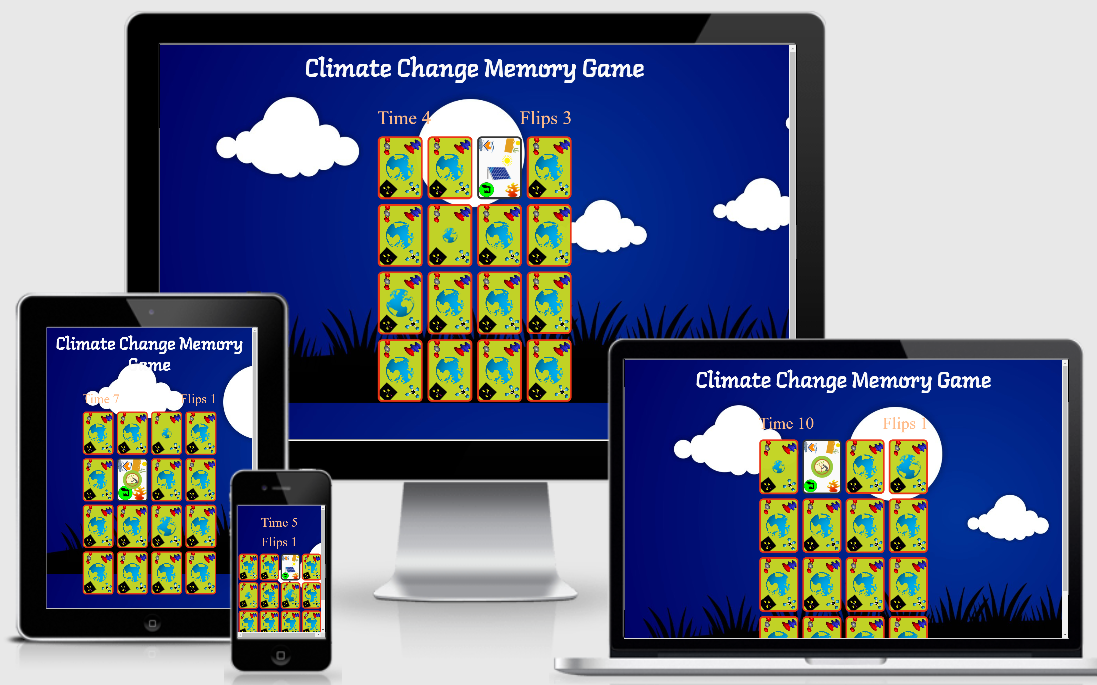 Climate Change Memory Game
Time 4
Flips 3
Climate Change Memory
Game
Time 7
Flips 1
Time 5
Flips 1
Climate Change Memory Game
Time 10
Flips 1